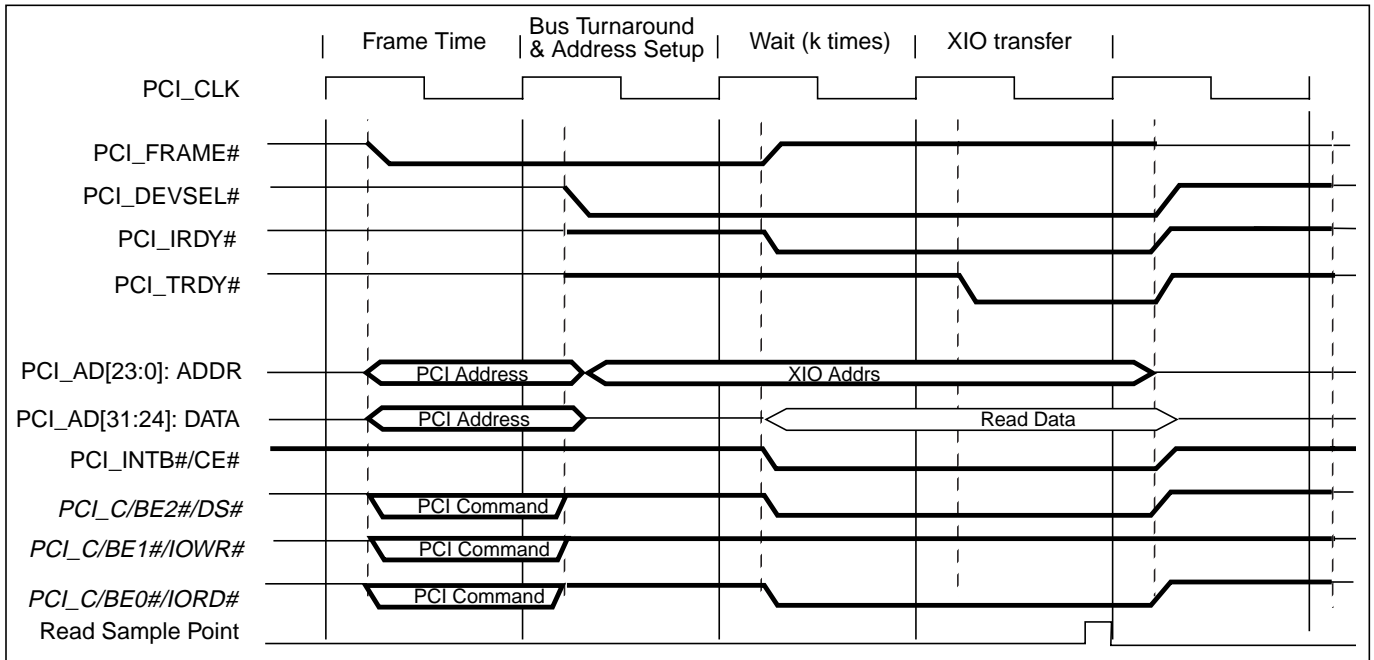 Frame Time
Bus Turnaround
& Address Setup
Wait (k times)
XIO transfer
PCI_CLK
PCI_FRAME#
PCI_DEVSEL#
PCI_IRDY#
PCI_TRDY#
PCI_AD[23:0]: ADDR
PCI Address
XIO Addrs
PCI_AD[31:24]: DATA
PCI Address
Read Data
PCI_INTB#/CE#
PCI_C/BE2#/DS#
PCI Command
PCI_C/BE1#/IOWR#
PCI Command
PCI_C/BE0#/IORD#
PCI Command
Read Sample Point